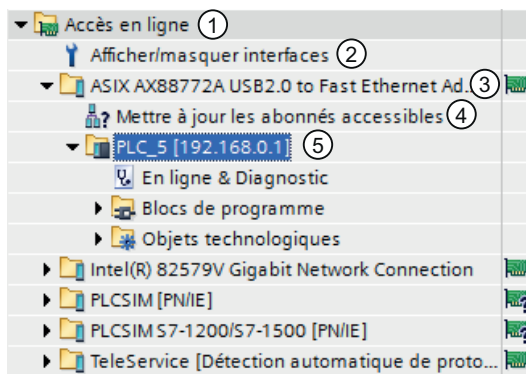 Accès en ligne 1
Afficher/masquer interfaces 2
ASIX AX88772A USB2.0 to Fast Ethernet Ad... 3
Mettre à jour les abonnés accessibles 4
PLC_5 [192.168.0.1] 5
En ligne & Diagnostic
Blocs de programme
Objets technologiques
Intel(R) 82579V Gigabit Network Connection
PLCSIM [PN/IE]
PLCSIM S7-1200/S7-1500 [PN/IE]
TeleService [Détection automatique de proto...